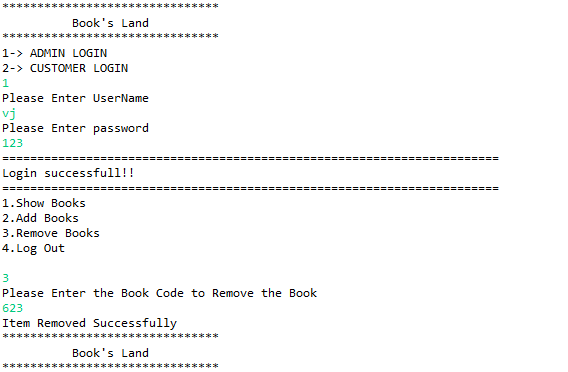 *******************************
Book's Land
*******************************
1-> ADMIN LOGIN
2-> CUSTOMER LOGIN
1
Please Enter UserName
vj
Please Enter password
123
=======================================================================
Login successfull!!
=======================================================================
1.Show Books
2.Add Books
3.Remove Books
4.Log Out
3
Please Enter the Book Code to Remove the Book
623
Item Removed Successfully
*******************************
Book's Land
*******************************